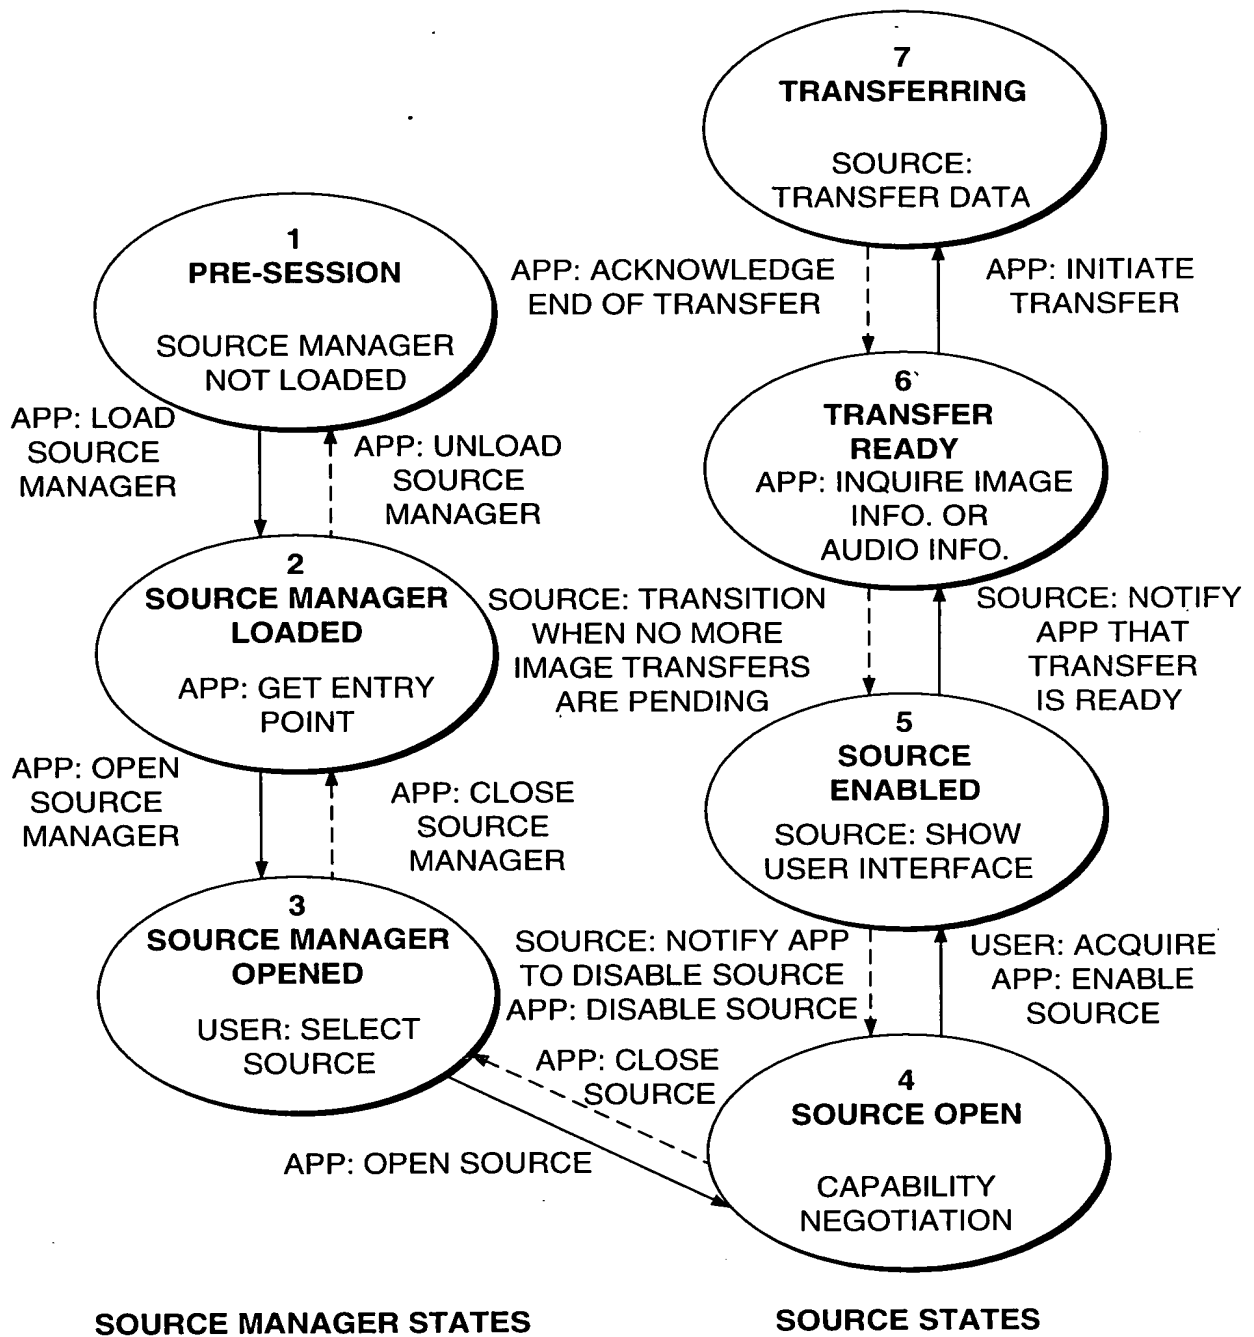 7
TRANSFERRING
SOURCE:
TRANSFER DATA
1
PRE-SESSION
SOURCE MANAGER
NOT LOADED
APP: ACKNOWLEDGE
END OF TRANSFER
APP: INITIATE
TRANSFER
APP: LOAD
SOURCE
MANAGER
APP: UNLOAD
SOURCE
MANAGER
6
TRANSFER
READY
APP: INQUIRE IMAGE
INFO. OR
AUDIO INFO.
2
SOURCE MANAGER
LOADED
APP: GET ENTRY
POINT
SOURCE: TRANSITION
WHEN NO MORE
IMAGE TRANSFERS
ARE PENDING
SOURCE: NOTIFY
APP THAT
TRANSFER
IS READY
APP: OPEN
SOURCE
MANAGER
APP: CLOSE
SOURCE
MANAGER
5
SOURCE
ENABLED
SOURCE: SHOW
USER INTERFACE
3
SOURCE MANAGER
OPENED
USER: SELECT
SOURCE
SOURCE: NOTIFY APP
TO DISABLE SOURCE
APP: DISABLE SOURCE
USER: ACQUIRE
APP: ENABLE
SOURCE
APP: CLOSE
SOURCE
APP: OPEN SOURCE
4
SOURCE OPEN
CAPABILITY
NEGOTIATION
SOURCE MANAGER STATES
SOURCE STATES